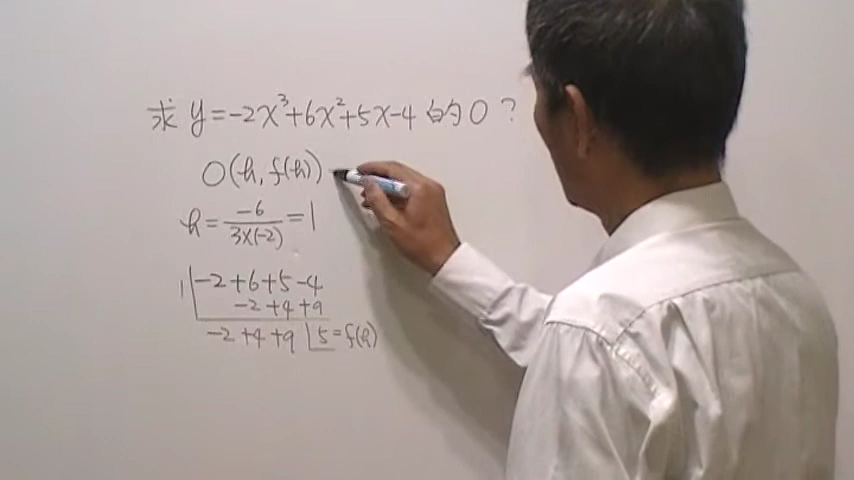 求 y=-2x³+6x²+5x-4 的 O ?
O(h, f(h))
h = -6/3x(-2) = 1
1 | -2+6+5-4
-2+4+9
-2+4+9 | 5 = f(h)